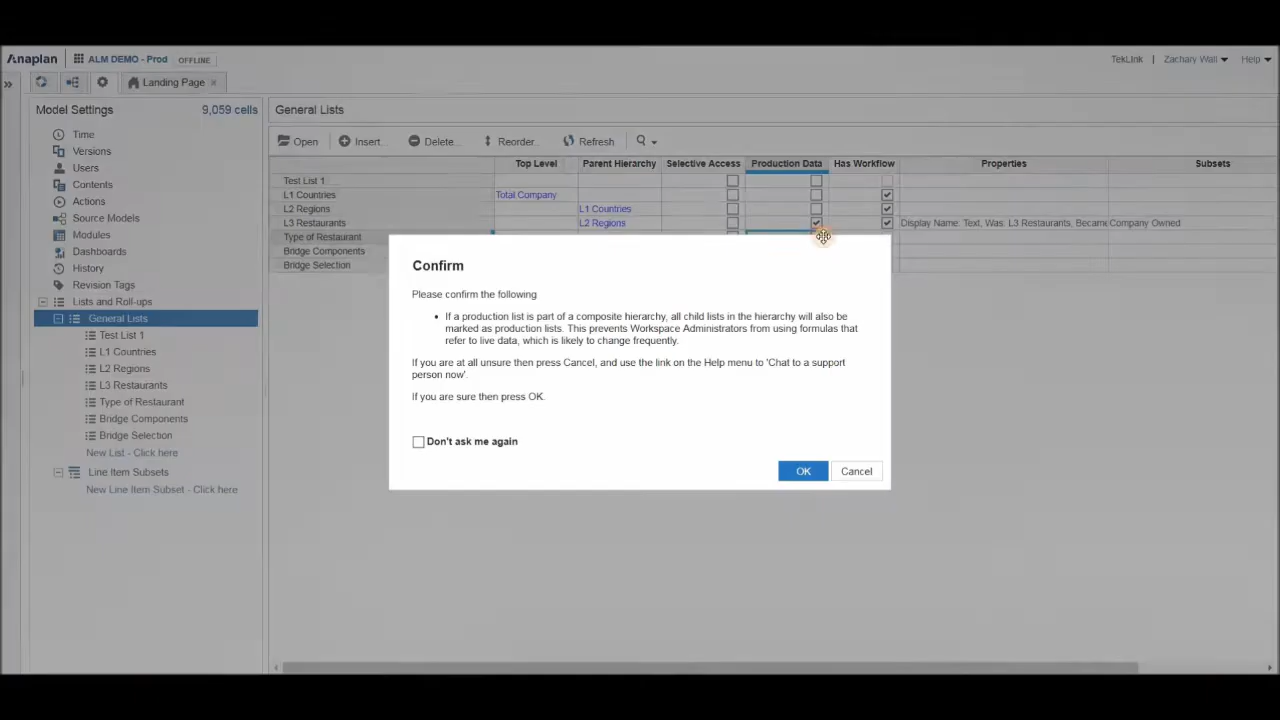 Anaplan ALM DEMO - Prod OFFLINE TekLink | Zachary Wall Help
» Landing Page ×
Model Settings 9,059 cells General Lists
Time
Versions
Users
Contents
Actions
Source Models
Modules
Dashboards
History
Revision Tags
Lists and Roll-ups
General Lists
Test List 1
L1 Countries
L2 Regions
L3 Restaurants
Type of Restaurant
Bridge Components
Bridge Selection
New List - Click here
Line Item Subsets
New Line Item Subset - Click here
Open Insert... Delete... Reorder... Refresh
Top Level Parent Hierarchy Selective Access Production Data Has Workflow Properties Subsets
Test List 1
L1 Countries Total Company
L2 Regions L1 Countries
L3 Restaurants L2 Regions Display Name: Text, Was: L3 Restaurants, Became Company Owned
Type of Restaurant
Bridge Components
Bridge Selection
Confirm
Please confirm the following
• If a production list is part of a composite hierarchy, all child lists in the hierarchy will also be
marked as production lists. This prevents Workspace Administrators from using formulas that
refer to live data, which is likely to change frequently.
If you are at all unsure then press Cancel, and use the link on the Help menu to 'Chat to a support
person now'.
If you are sure then press OK.
Don't ask me again
OK Cancel